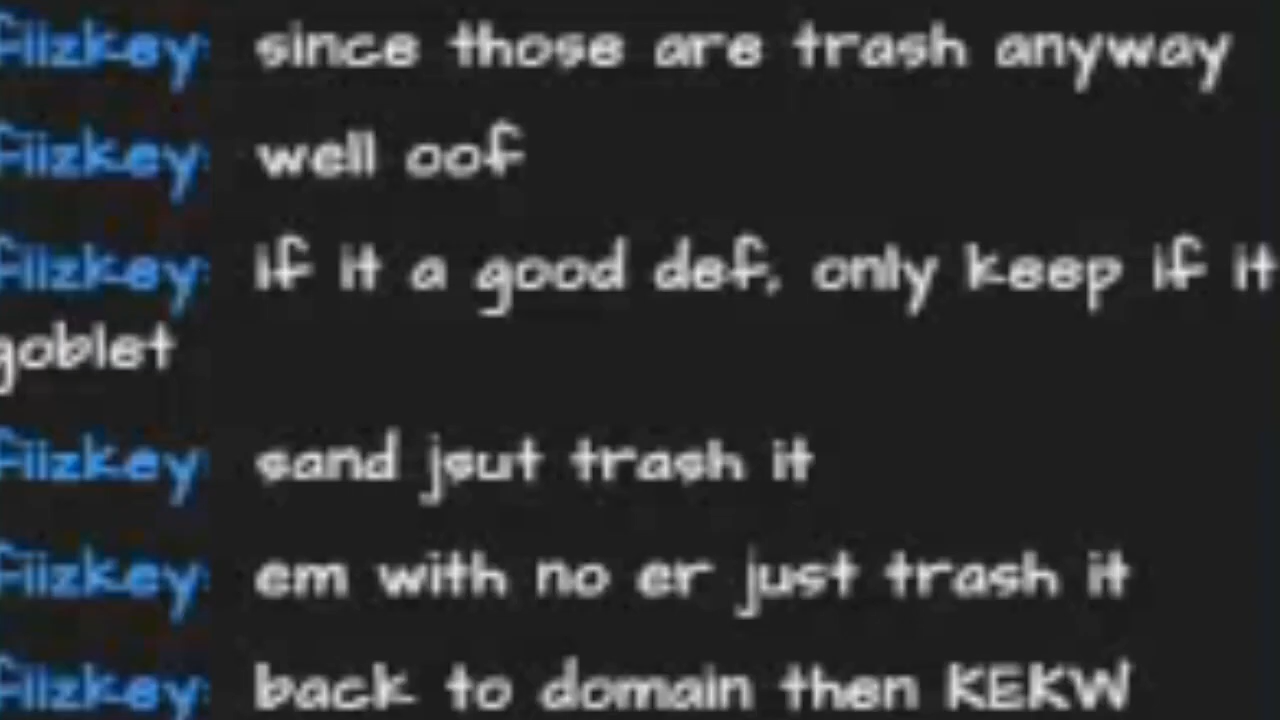 fiizkey: since those are trash anyway
fiizkey: well oof
fiizkey: if it a good def, only keep if it
goblet
fiizkey: sand jsut trash it
fiizkey: em with no er just trash it
fiizkey: back to domain then KEKW